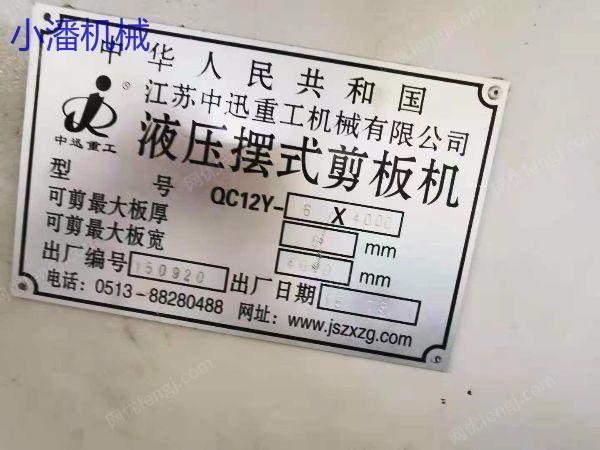 小潘机械
中华人民共和国
江苏中迅重工机械有限公司
中迅重工
液压摆式剪板机
型号 QC12Y-6X4000
可剪最大板厚 6 mm
可剪最大板宽 4000 mm
出厂编号 150920 出厂日期
电话：0513-88280488 网址：www.jszxzg.com